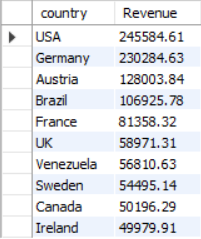 country Revenue
USA 245584.61
Germany 230284.63
Austria 128003.84
Brazil 106925.78
France 81358.32
UK 58971.31
Venezuela 56810.63
Sweden 54495.14
Canada 50196.29
Ireland 49979.91